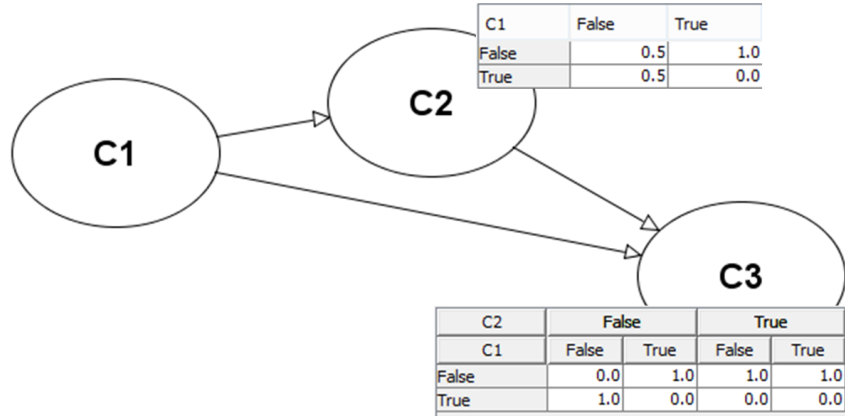 C1 False True
False 0.5 1.0
True 0.5 0.0
C2
C1
C3
C2 False True
C1 False True False True
False 0.0 1.0 1.0 1.0
True 1.0 0.0 0.0 0.0